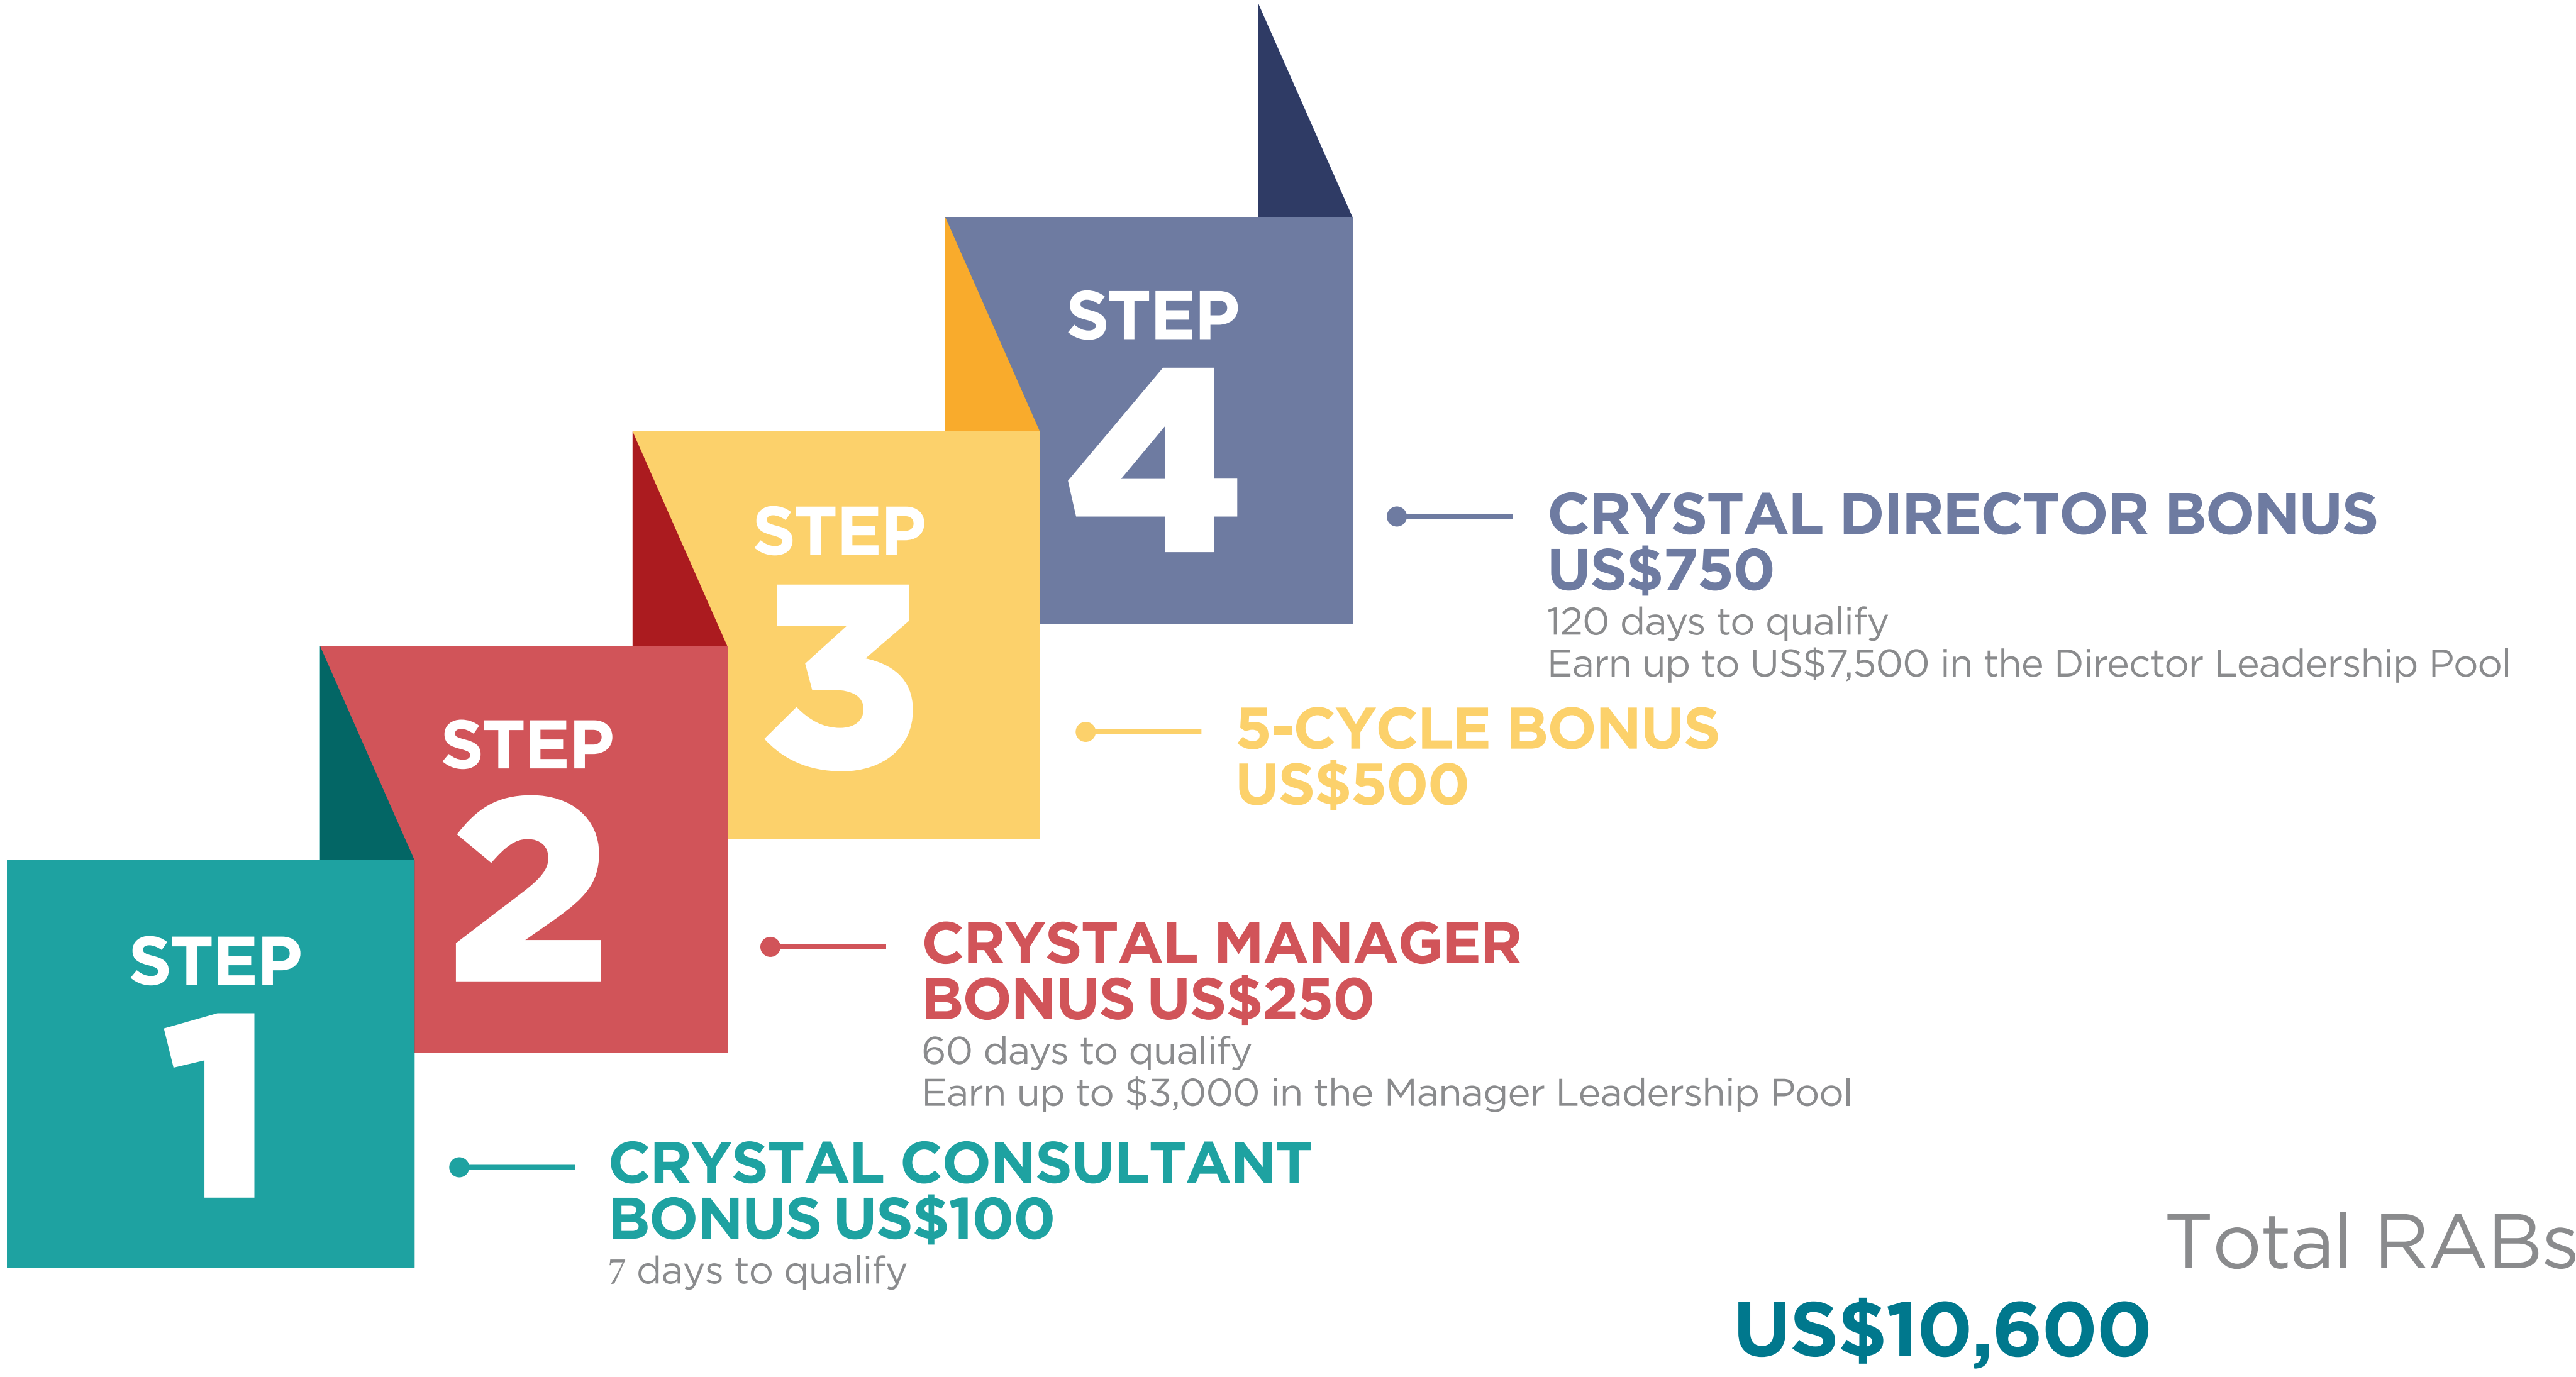 STEP
4
CRYSTAL DIRECTOR BONUS
US$750
120 days to qualify
Earn up to US$7,500 in the Director Leadership Pool
STEP
3
5-CYCLE BONUS
US$500
STEP
2
CRYSTAL MANAGER
BONUS US$250
60 days to qualify
Earn up to $3,000 in the Manager Leadership Pool
STEP
1
CRYSTAL CONSULTANT
BONUS US$100
7 days to qualify
Total RABs
US$10,600